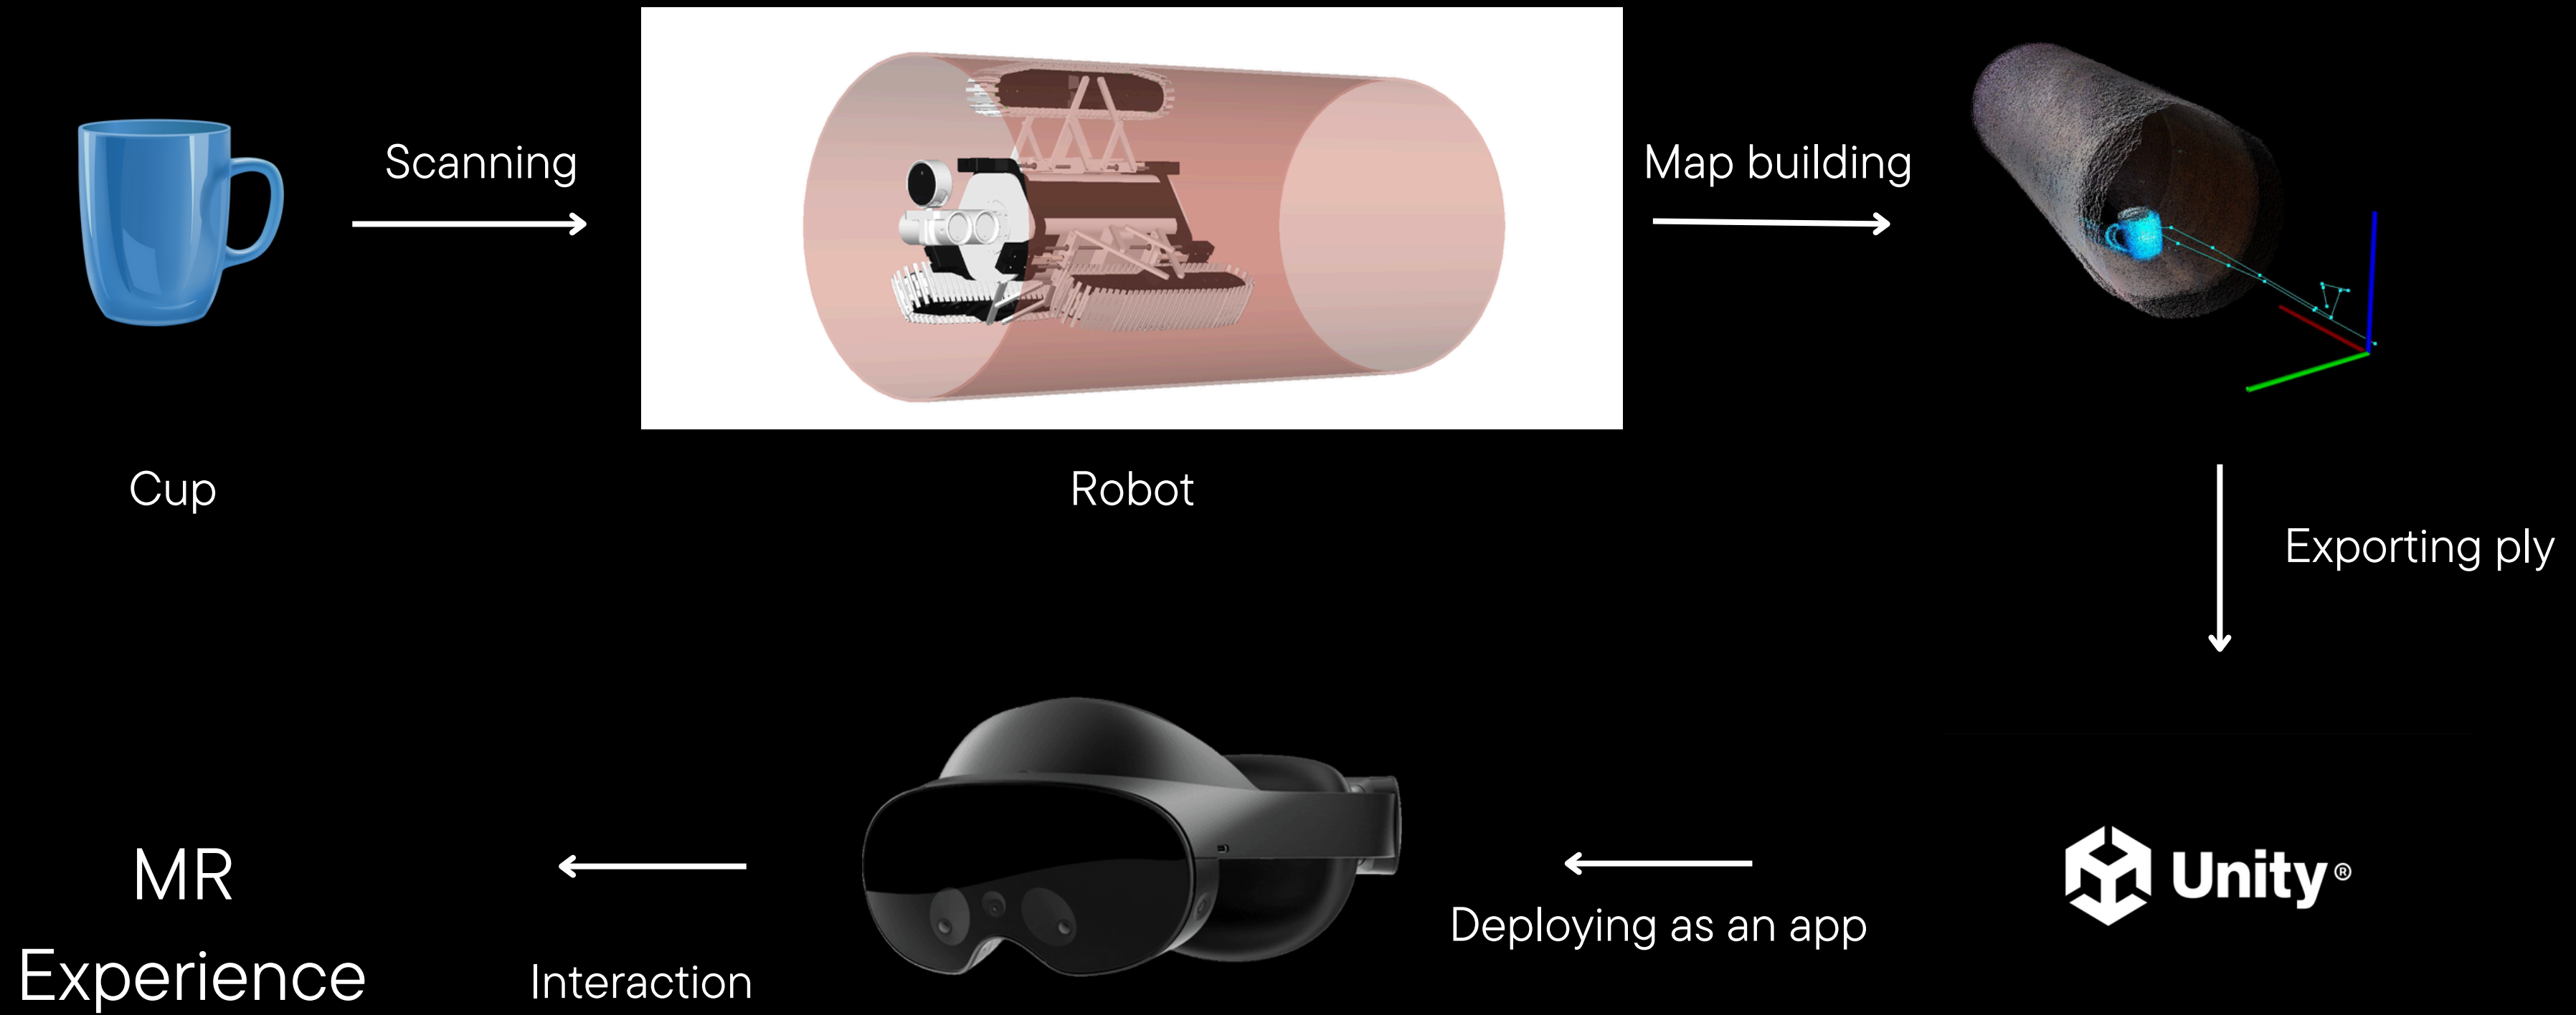 Scanning
Map building
Cup
Robot
Exporting ply
Unity®
Deploying as an app
MR
Experience
Interaction